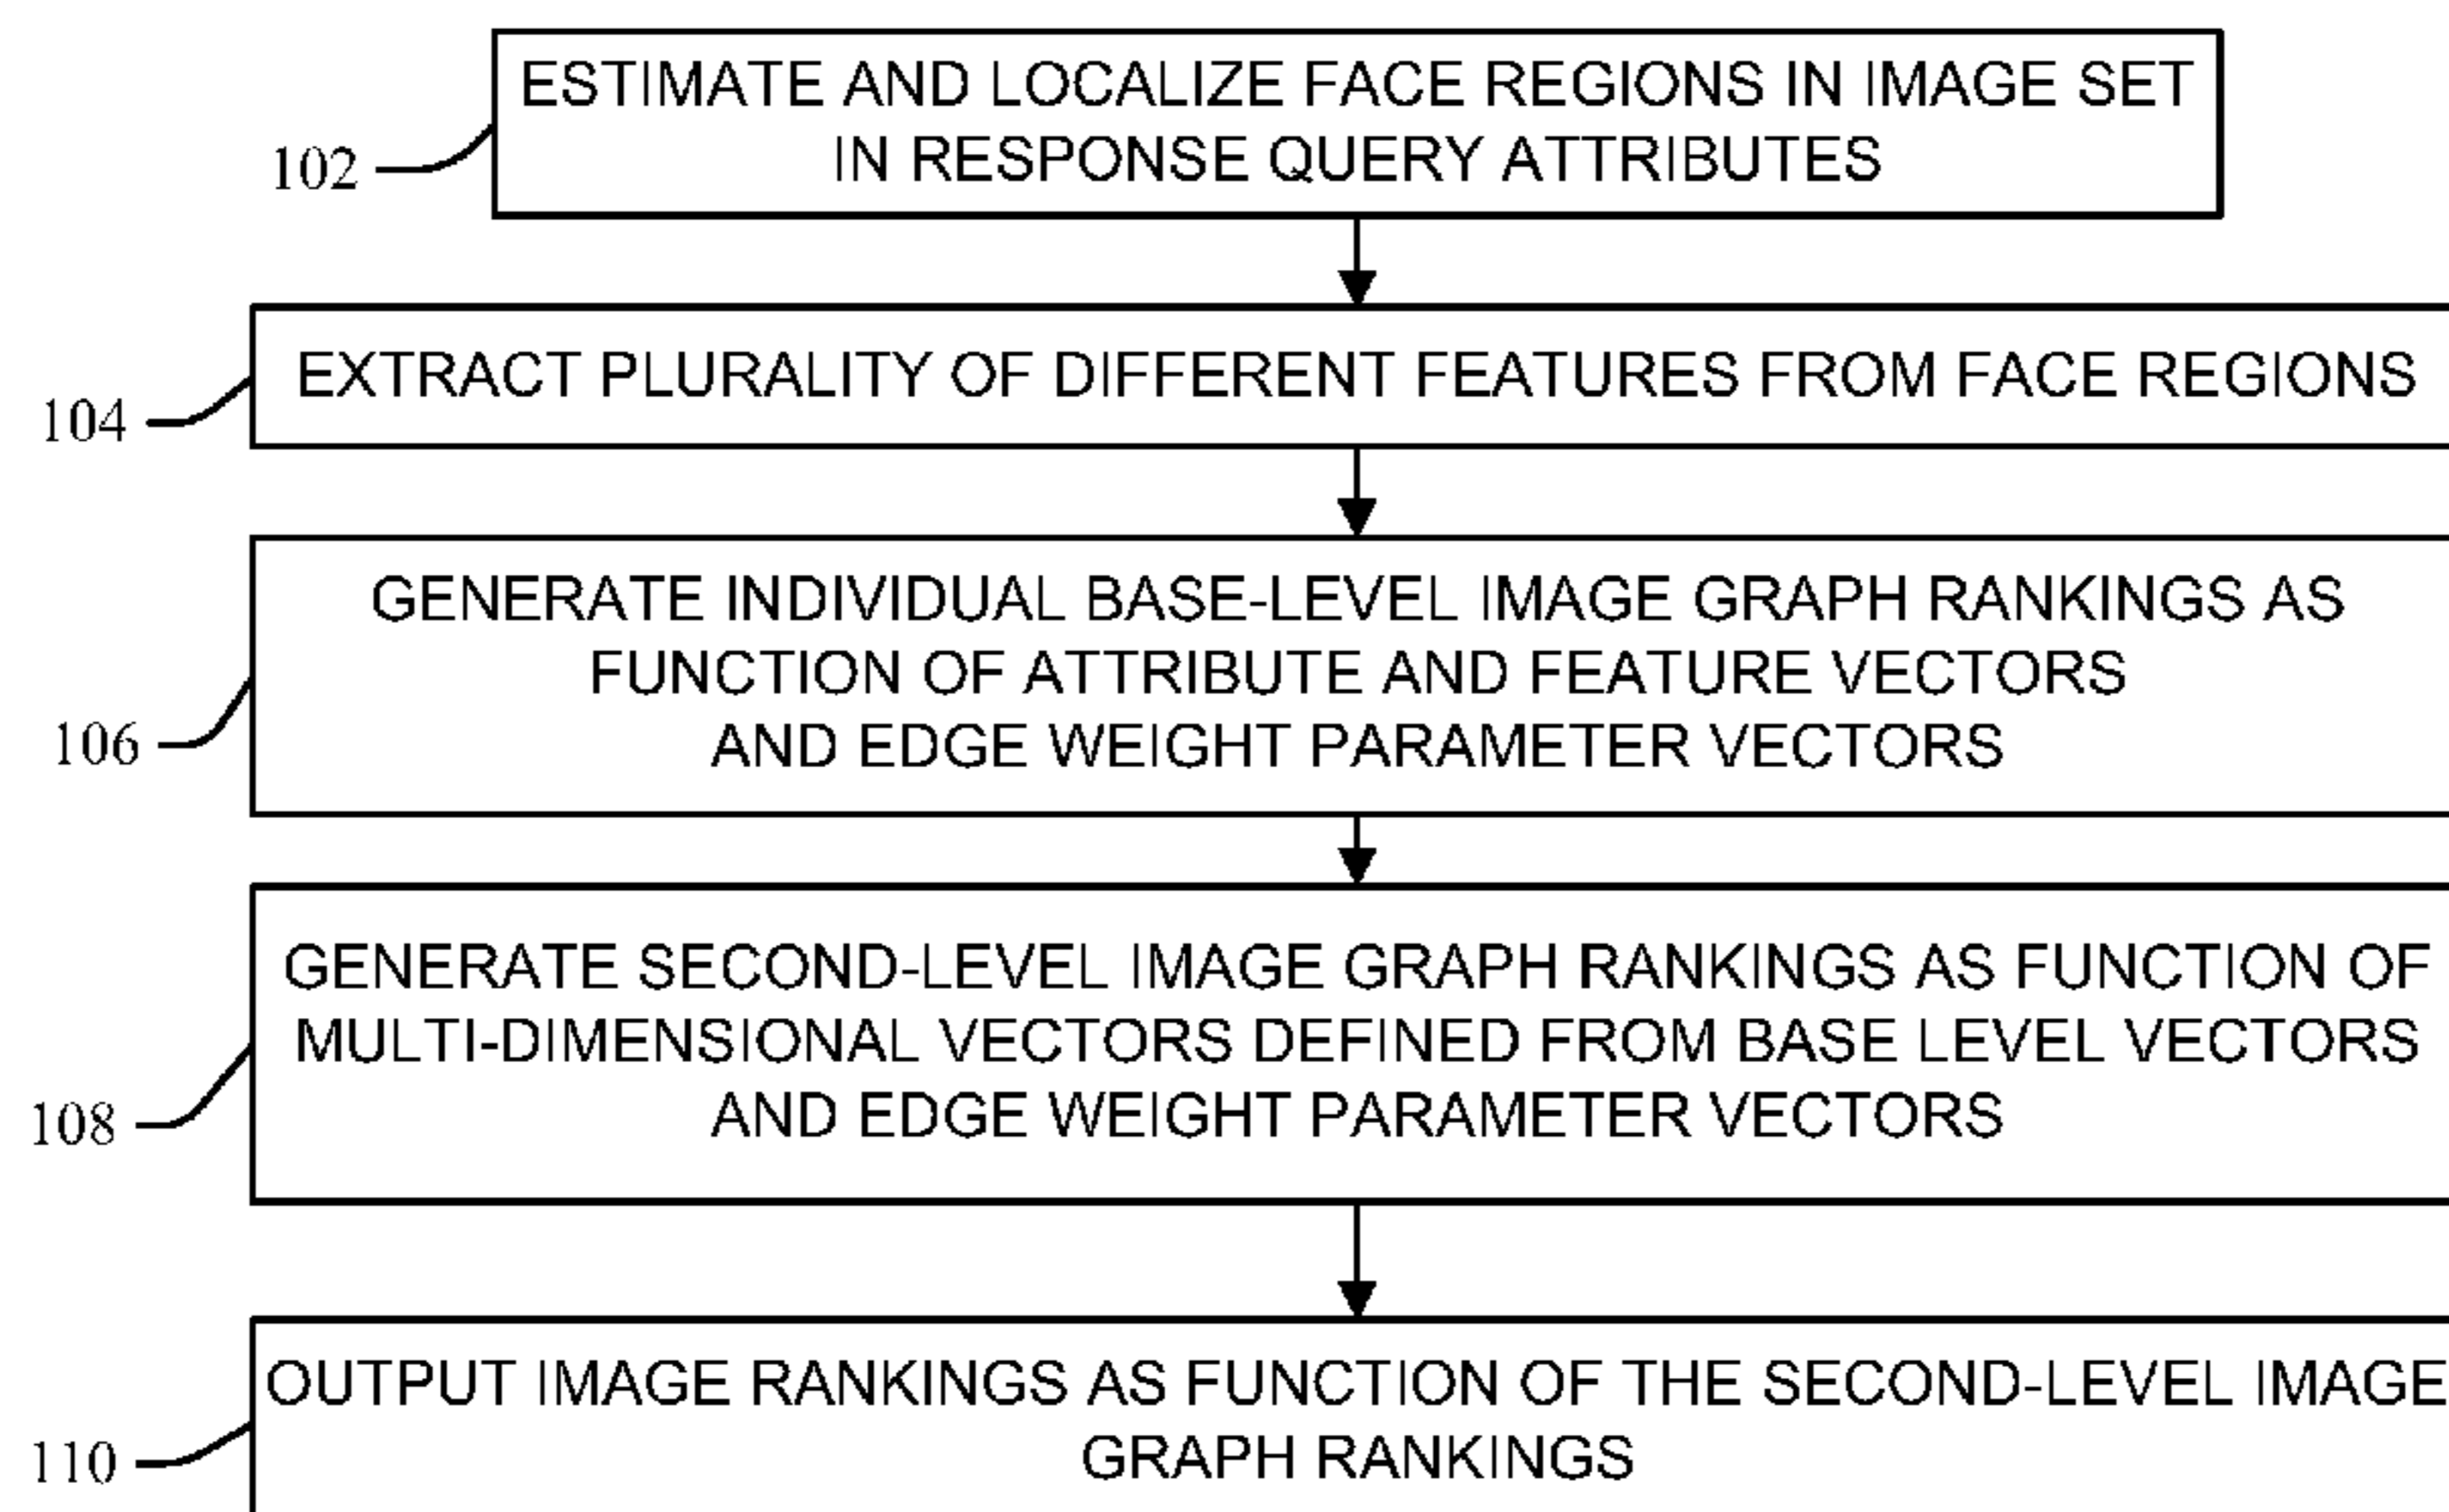 ESTIMATE AND LOCALIZE FACE REGIONS IN IMAGE SET
IN RESPONSE QUERY ATTRIBUTES
102
EXTRACT PLURALITY OF DIFFERENT FEATURES FROM FACE REGIONS
104
GENERATE INDIVIDUAL BASE-LEVEL IMAGE GRAPH RANKINGS AS
FUNCTION OF ATTRIBUTE AND FEATURE VECTORS
AND EDGE WEIGHT PARAMETER VECTORS
106
GENERATE SECOND-LEVEL IMAGE GRAPH RANKINGS AS FUNCTION OF
MULTI-DIMENSIONAL VECTORS DEFINED FROM BASE LEVEL VECTORS
AND EDGE WEIGHT PARAMETER VECTORS
108
OUTPUT IMAGE RANKINGS AS FUNCTION OF THE SECOND-LEVEL IMAGE
GRAPH RANKINGS
110